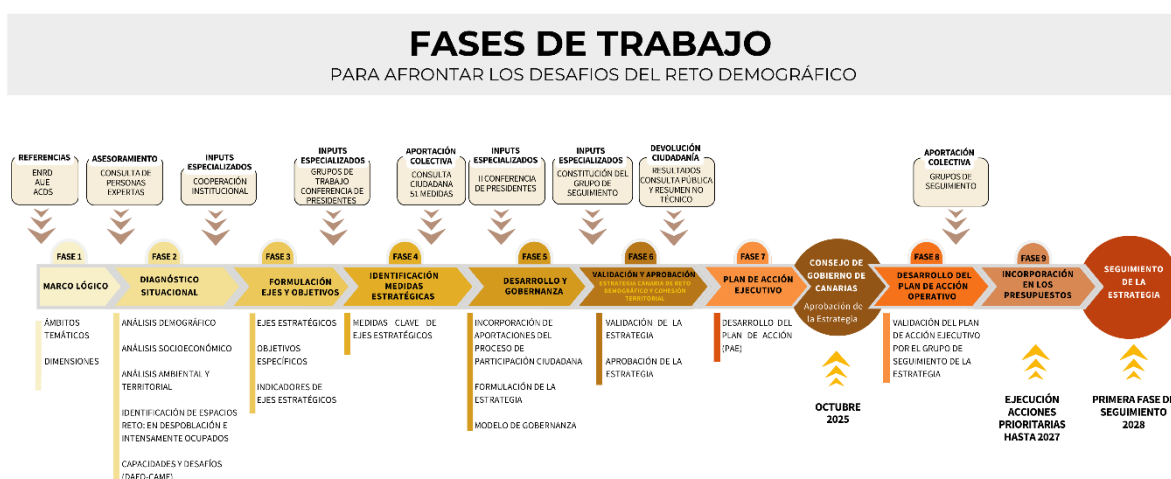 FASES DE TRABAJO
PARA AFRONTAR LOS DESAFIOS DEL RETO DEMOGRÁFICO
REFERENCIAS
ENRD
AUE
ACDS
ASESORAMIENTO
CONSULTA DE
PERSONAS
EXPERTAS
INPUTS
ESPECIALIZADOS
COOPERACIÓN
INSTITUCIONAL
INPUTS
ESPECIALIZADOS
GRUPOS DE
TRABAJO
CONFERENCIA DE
PRESIDENTES
APORTACIÓN
COLECTIVA
CONSULTA
CIUDADANA
51 MEDIDAS
INPUTS
ESPECIALIZADOS
II CONFERENCIA
DE PRESIDENTES
INPUTS
ESPECIALIZADOS
CONSTITUCIÓN DEL
GRUPO DE
SEGUIMIENTO
DEVOLUCIÓN
CIUDADANÍA
RESULTADOS
CONSULTA PÚBLICA
Y RESUMEN NO
TÉCNICO
APORTACIÓN
COLECTIVA
GRUPOS DE
SEGUIMIENTO
FASE 1
MARCO LÓGICO
FASE 2
DIAGNÓSTICO
SITUACIONAL
FASE 3
FORMULACIÓN
EJES Y OBJETIVOS
FASE 4
IDENTIFICACIÓN
MEDIDAS
ESTRATÉGICAS
FASE 5
DESARROLLO Y
GOBERNANZA
FASE 6
VALIDACIÓN Y APROBACIÓN
ESTRATEGIA CANARIA DE RETO
DEMOGRÁFICO Y COHESIÓN
TERRITORIAL
FASE 7
PLAN DE ACCIÓN
EJECUTIVO
CONSEJO DE
GOBIERNO DE
CANARIAS
Aprobación de
la Estrategia
FASE 8
DESARROLLO DEL
PLAN DE ACCIÓN
OPERATIVO
FASE 9
INCORPORACIÓN
EN LOS
PRESUPUESTOS
SEGUIMIENTO
DE LA
ESTRATEGIA
ÁMBITOS
TEMÁTICOS
DIMENSIONES
ANÁLISIS DEMOGRÁFICO
ANÁLISIS SOCIOECONÓMICO
ANÁLISIS AMBIENTAL Y
TERRITORIAL
IDENTIFICACIÓN DE ESPACIOS
RETO: EN DESPOBLACIÓN E
INTENSAMENTE OCUPADOS
CAPACIDADES Y DESAFÍOS
(DAFO-CAME)
EJES ESTRATÉGICOS
OBJETIVOS
ESPECÍFICOS
INDICADORES DE
EJES ESTRATÉGICOS
MEDIDAS CLAVE DE
EJES ESTRATÉGICOS
INCORPORACIÓN DE
APORTACIONES DEL
PROCESO DE
PARTICIPACIÓN CIUDADANA
FORMULACIÓN DE LA
ESTRATEGIA
MODELO DE GOBERNANZA
VALIDACIÓN DE LA
ESTRATEGIA
APROBACIÓN DE LA
ESTRATEGIA
DESARROLLO DEL
PLAN DE ACCIÓN
(PAE)
OCTUBRE
2025
VALIDACIÓN DEL PLAN
DE ACCIÓN EJECUTIVO
POR EL GRUPO DE
SEGUIMIENTO DE LA
ESTRATEGIA
EJECUCIÓN
ACCIONES
PRIORITARIAS
HASTA 2027
PRIMERA FASE DE
SEGUIMIENTO
2028